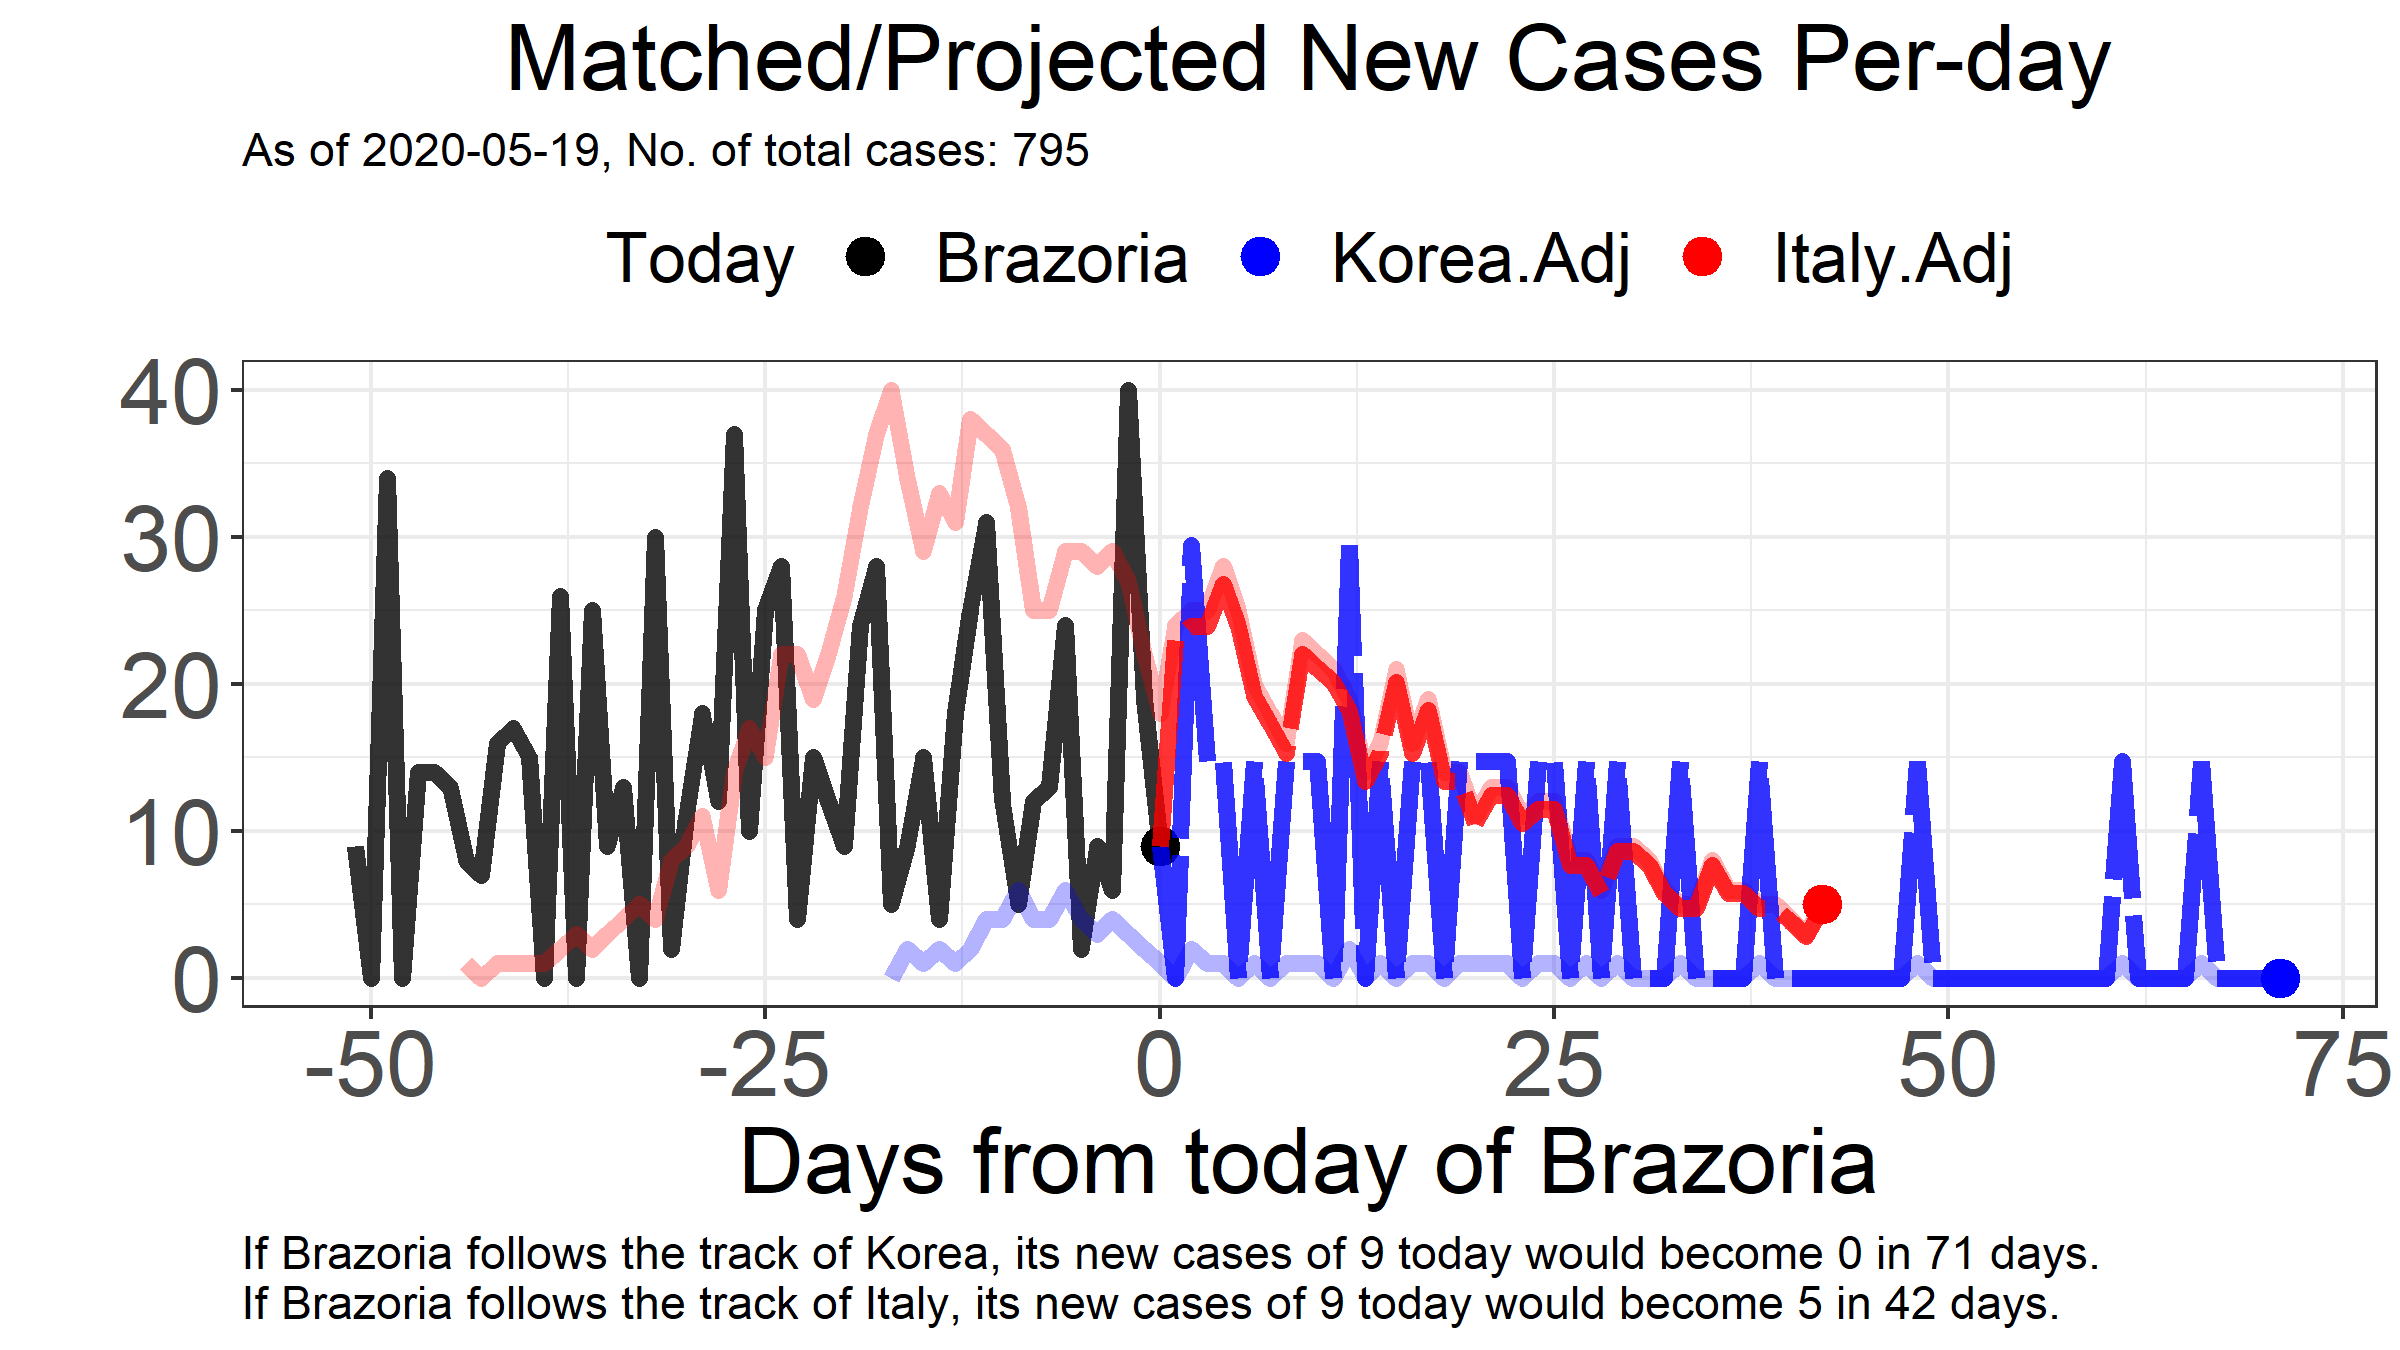 Matched/Projected New Cases Per-day
As of 2020-05-19, No. of total cases: 795
Today Brazoria Korea.Adj Italy.Adj
40
30
20
10
0
-50 -25 0 25 50 75
Days from today of Brazoria
If Brazoria follows the track of Korea, its new cases of 9 today would become 0 in 71 days.
If Brazoria follows the track of Italy, its new cases of 9 today would become 5 in 42 days.